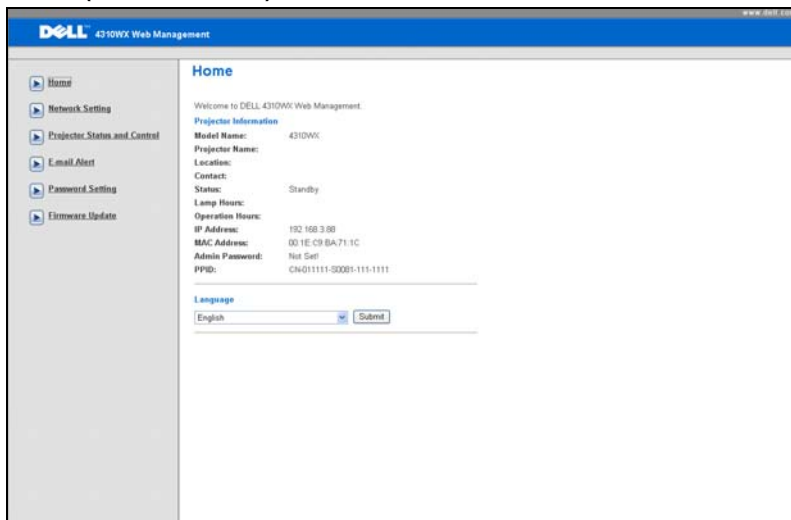 www.dell.com
DELL™ 4310WX Web Management
Home
Network Setting
Projector Status and Control
E-mail Alert
Password Setting
Firmware Update
Home
Welcome to DELL 4310WX Web Management.
Projector Information
Model Name: 4310WX
Projector Name:
Location:
Contact:
Status: Standby
Lamp Hours:
Operation Hours:
IP Address: 192.168.3.88
MAC Address: 00:1E:C9:BA:71:1C
Admin Password: Not Set!
PPID: CN-011111-S0081-111-1111
Language
English Submit